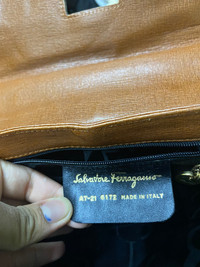 Salvatore Ferragamo
AT-21 6172 MADE IN ITALY